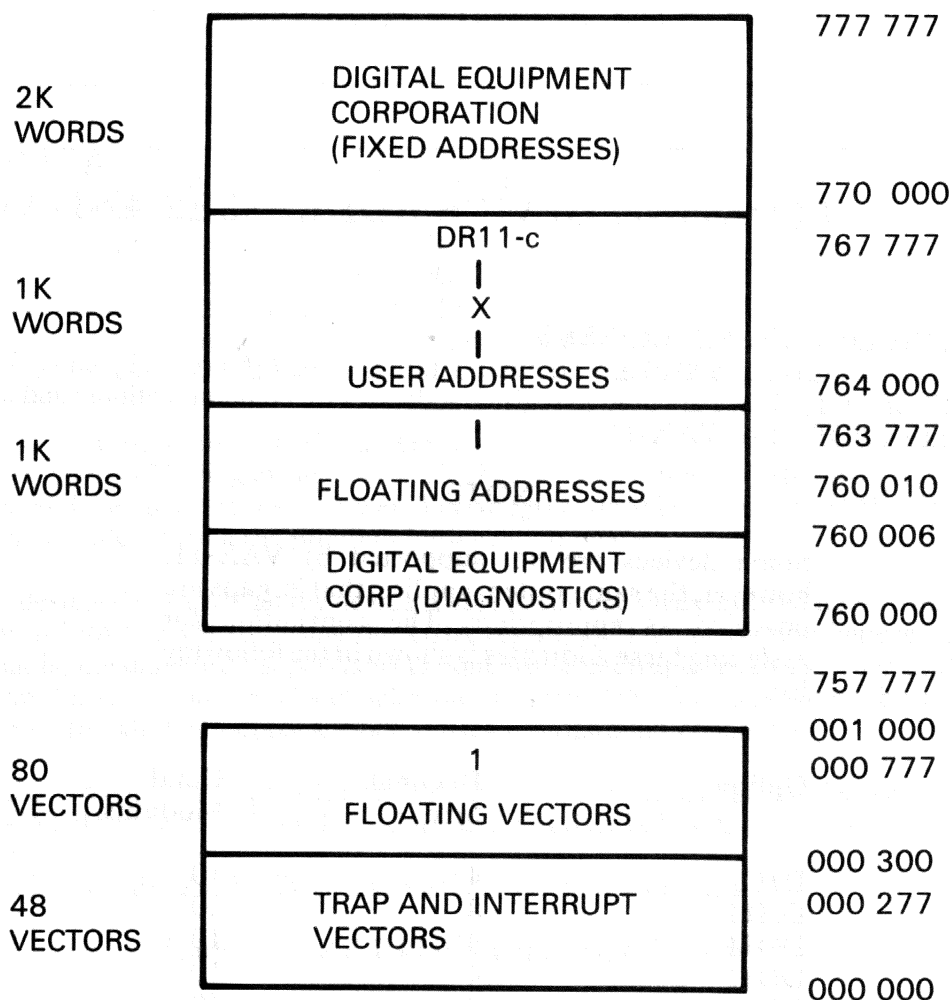 777 777
2K
WORDS
DIGITAL EQUIPMENT
CORPORATION
(FIXED ADDRESSES)
770 000
DR11-c
767 777
1K
WORDS
X
USER ADDRESSES
764 000
763 777
1K
WORDS
FLOATING ADDRESSES
760 010
760 006
DIGITAL EQUIPMENT
CORP (DIAGNOSTICS)
760 000
757 777
001 000
80
VECTORS
1
000 777
FLOATING VECTORS
000 300
48
VECTORS
TRAP AND INTERRUPT
VECTORS
000 277
000 000